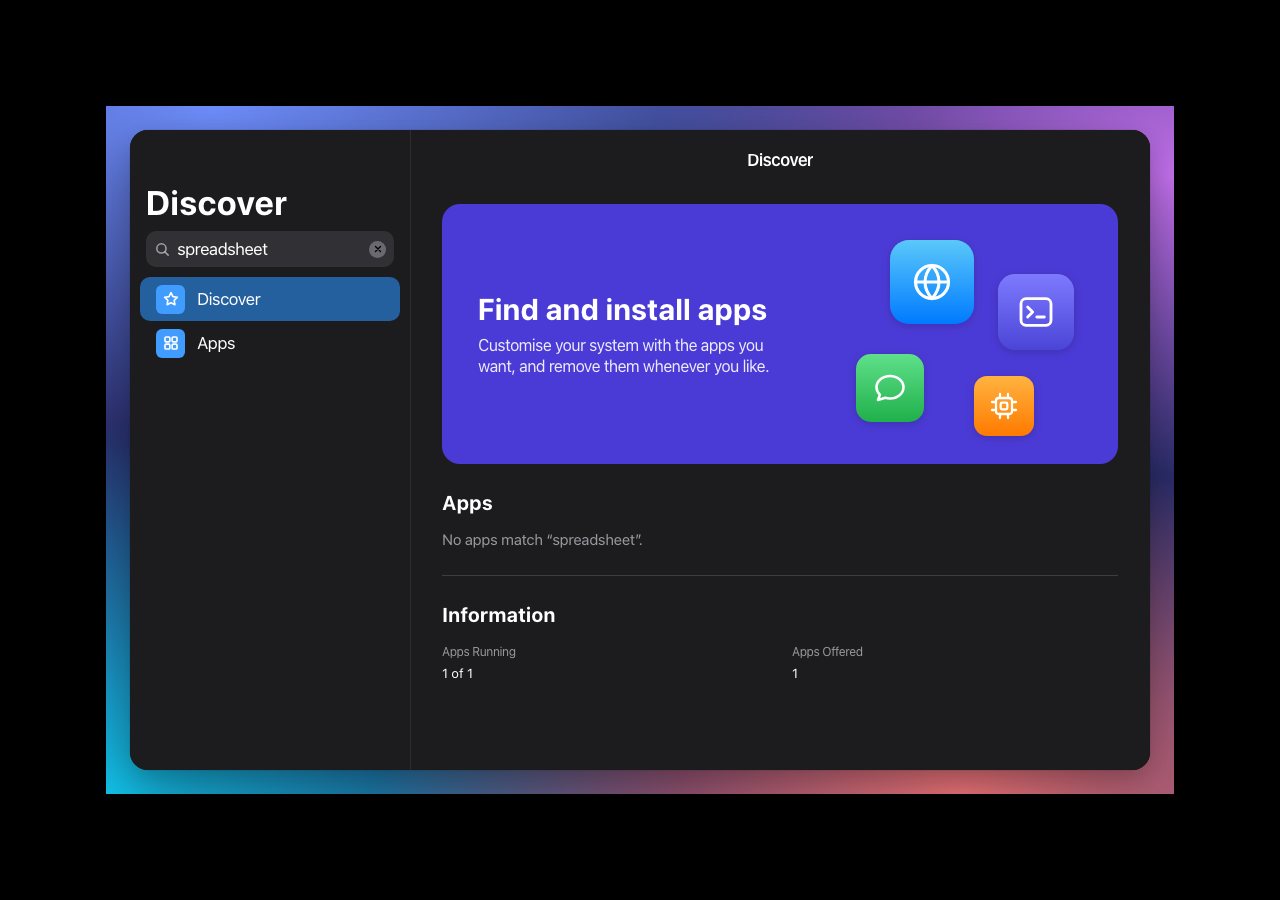 Discover
spreadsheet
Discover
Apps
Discover
Find and install apps
Customise your system with the apps you
want, and remove them whenever you like.
Apps
No apps match “spreadsheet”.
Information
Apps Running
1 of 1
Apps Offered
1